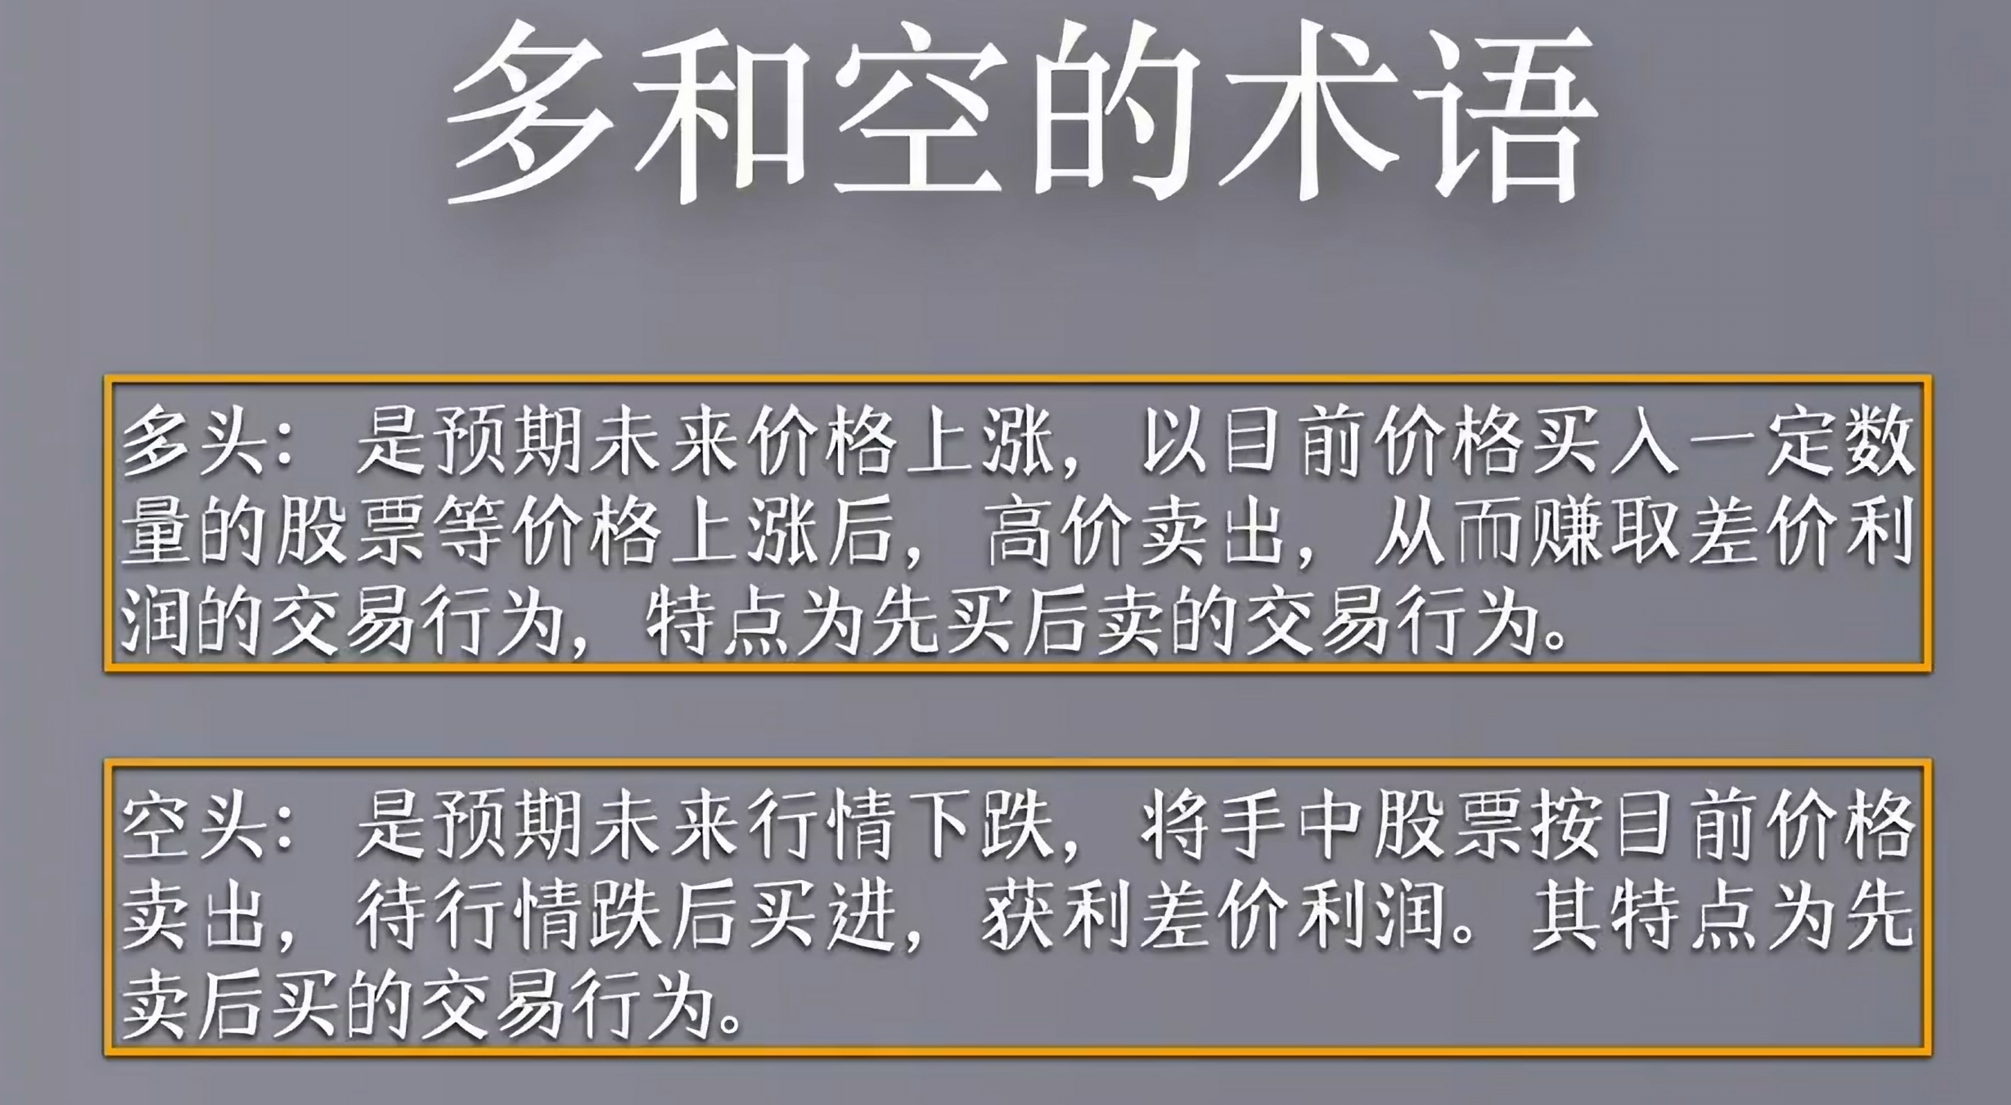 多和空的术语
多头：是预期未来价格上涨，以目前价格买入一定数
量的股票等价格上涨后，高价卖出，从而赚取差价利
润的交易行为，特点为先买后卖的交易行为。
空头：是预期未来行情下跌，将手中股票按目前价格
卖出，待行情跌后买进，获利差价利润。其特点为先
卖后买的交易行为。